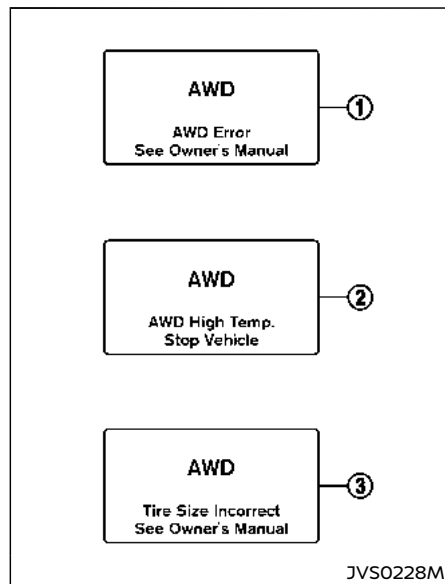 AWD
AWD Error
See Owner's Manual
1
AWD
AWD High Temp.
Stop Vehicle
2
AWD
Tire Size Incorrect
See Owner's Manual
3
JVS0228M